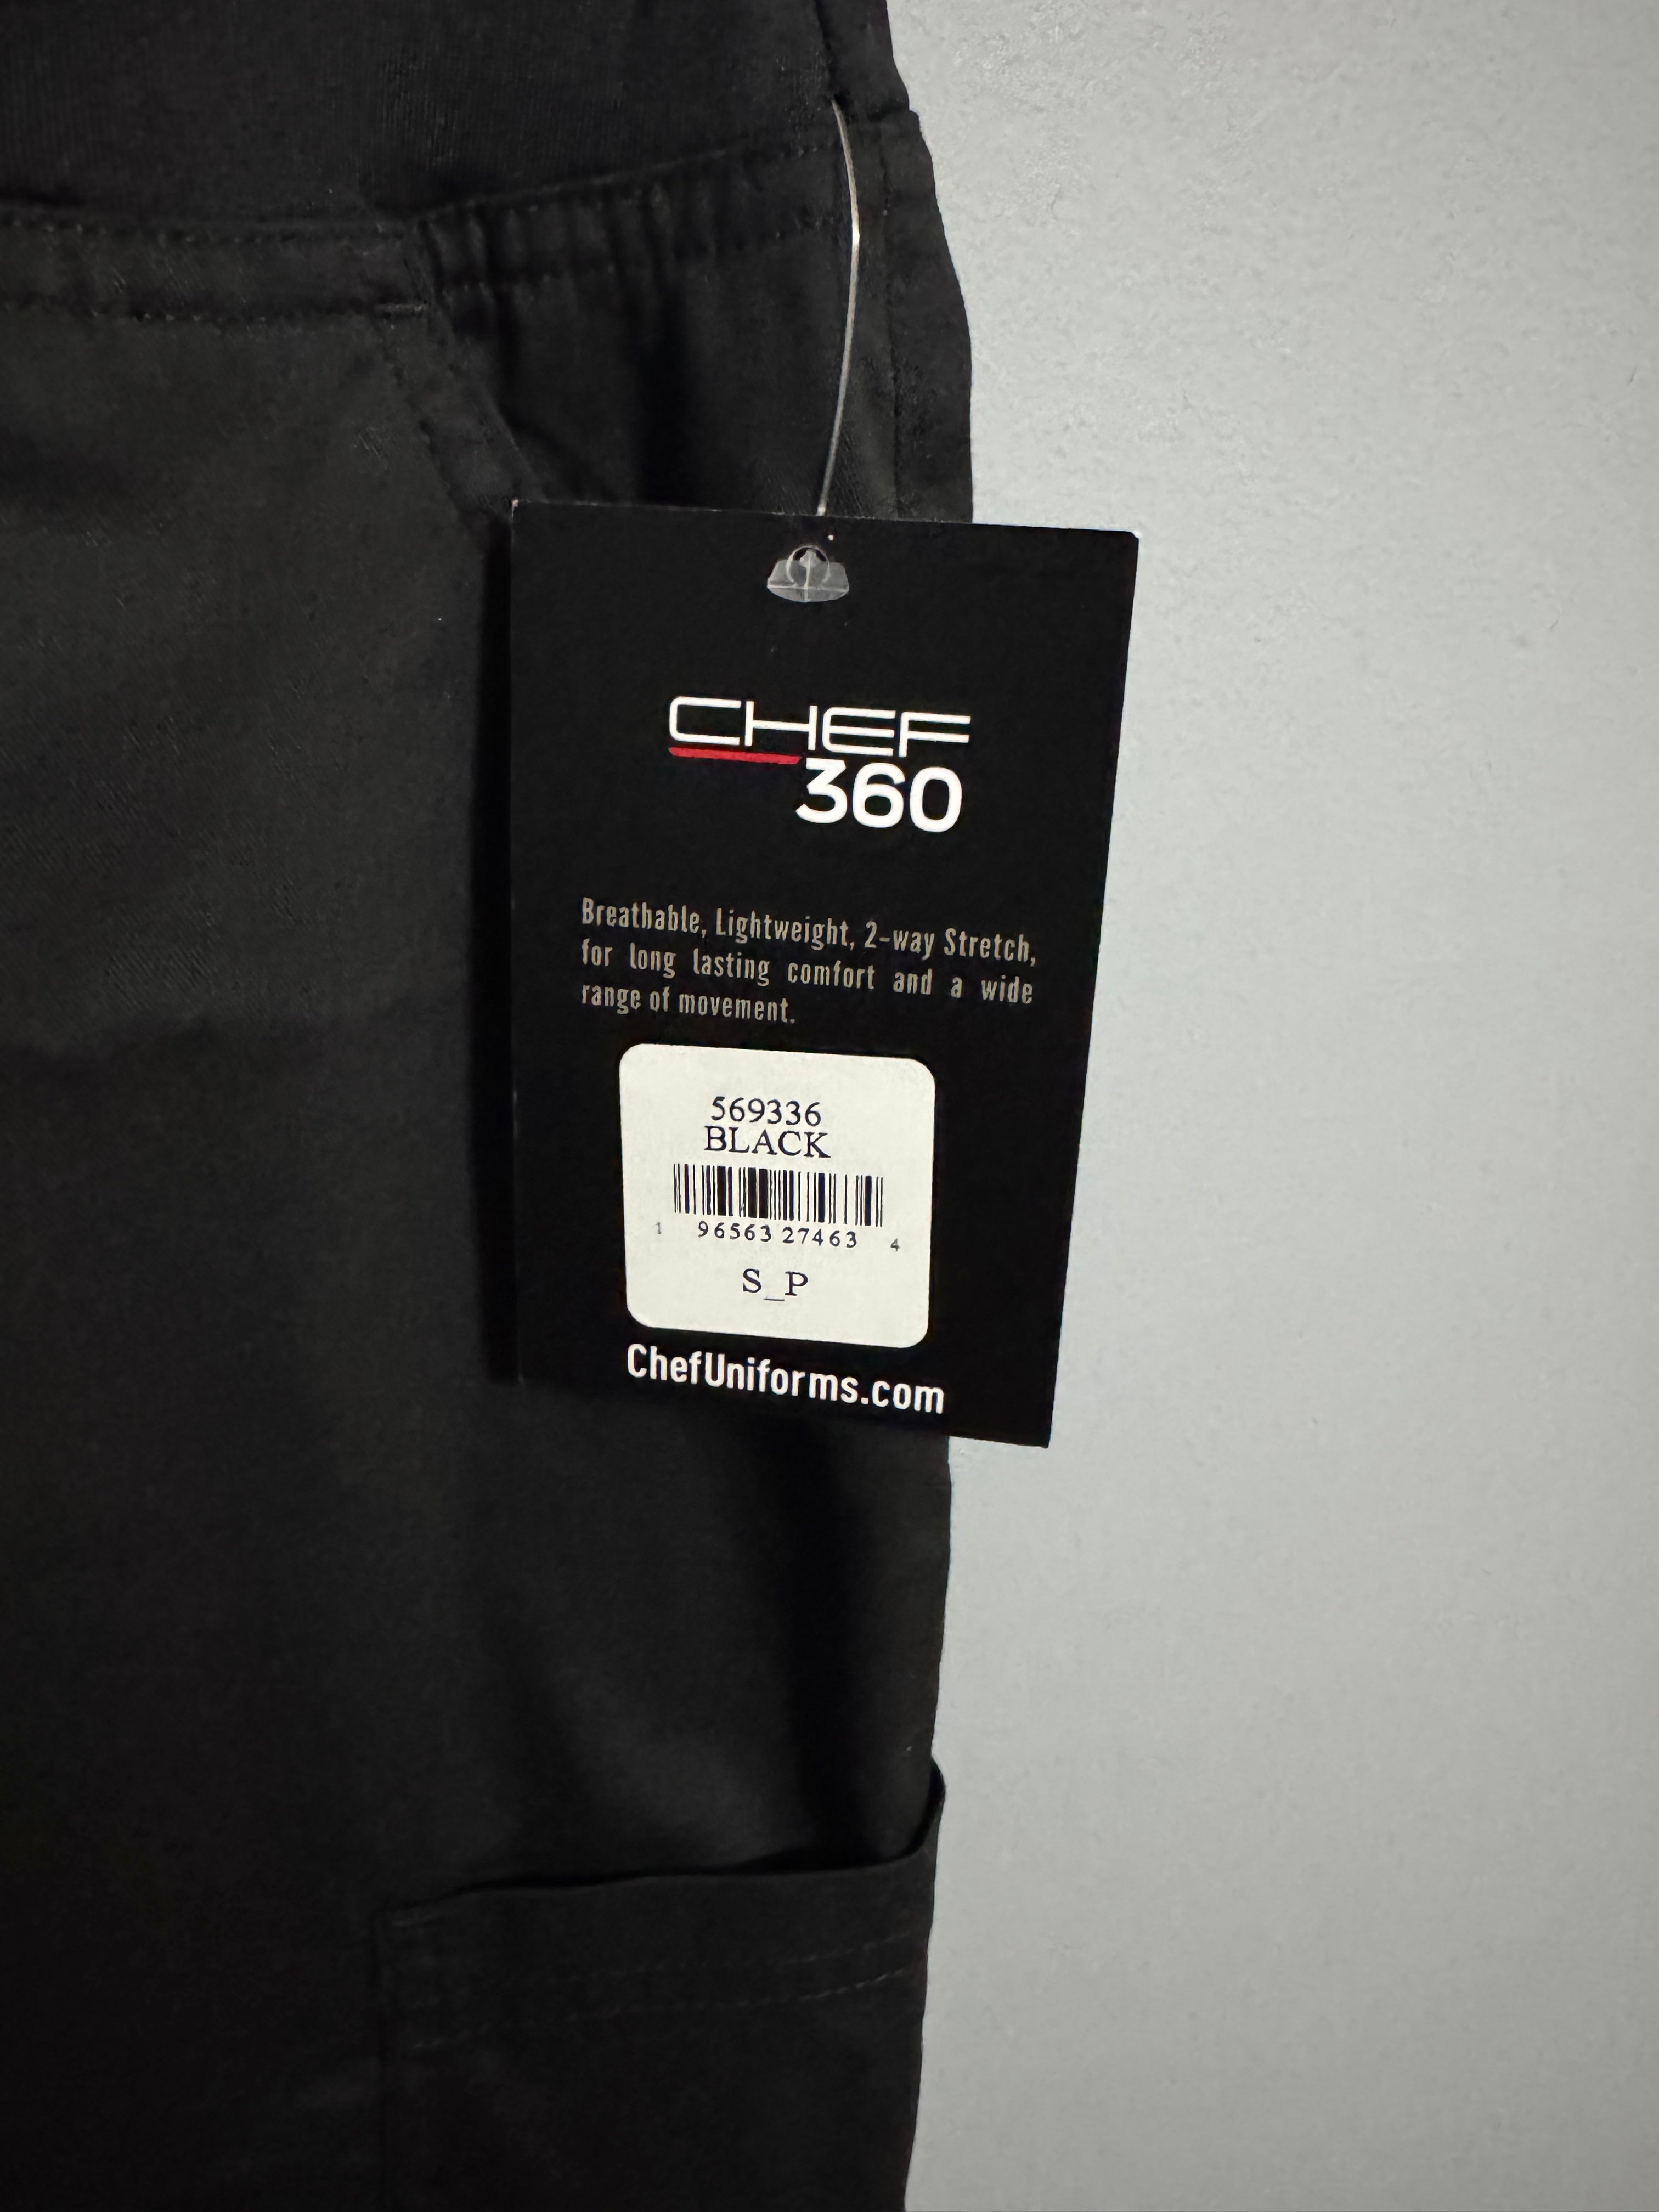 CHEF
360
Breathable, Lightweight, 2-way Stretch,
for long lasting comfort and a wide
range of movement.
569336
BLACK
1 96563 27463 4
S_P
ChefUniforms.com